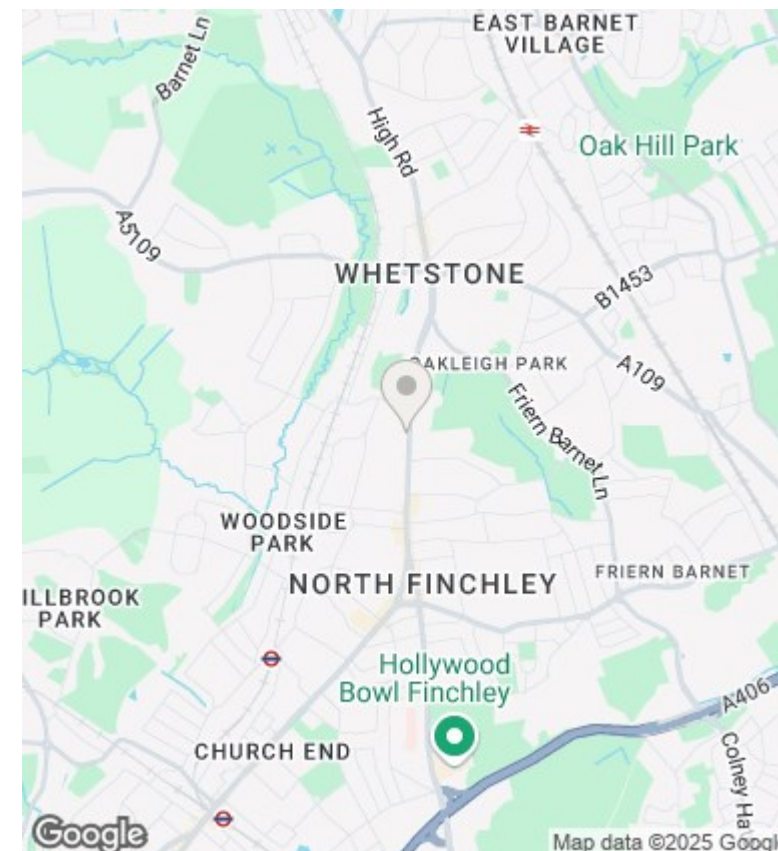 EAST BARNET
VILLAGE
Barnet Ln
High Rd
Oak Hill Park
A5109
WHETSTONE
B1453
OAKLEIGH PARK
A109
Friern Barnet Ln
WOODSIDE
PARK
NORTH FINCHLEY
FRIERN BARNET
ILLBROOK
PARK
Hollywood
Bowl Finchley
A406
CHURCH END
Colney Ha
Google
Map data ©2025 Googl